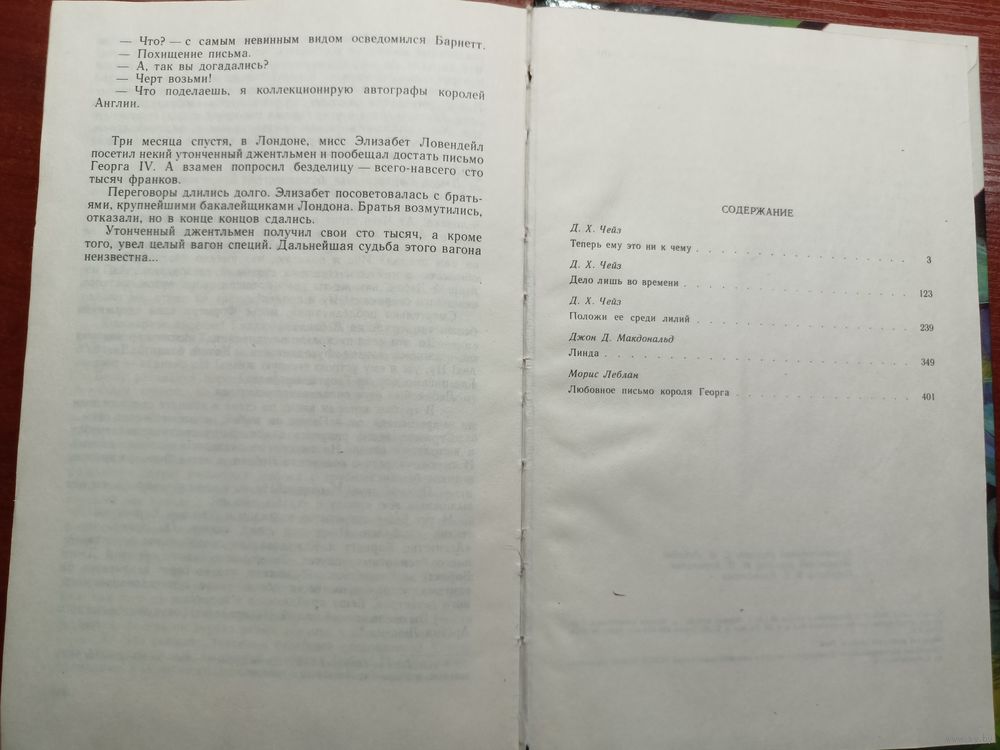 — Что? — с самым невинным видом осведомился Барнетт.
— Похищение письма.
— А, так вы догадались?
— Черт возьми!
— Что поделаешь, я коллекционирую автографы королей
Англии.
Три месяца спустя, в Лондоне, мисс Элизабет Ловендейл
посетил некий утонченный джентльмен и пообещал достать письмо
Георга IV. А взамен попросил безделицу — всего-навсего сто
тысяч франков.
Переговоры длились долго. Элизабет посоветовалась с брать-
ями, крупнейшими бакалейщиками Лондона. Братья возмутились,
отказали, но в конце концов сдались.
Утонченный джентльмен получил свои сто тысяч, а кроме
того, увел целый вагон специй. Дальнейшая судьба этого вагона
неизвестна...
СОДЕРЖАНИЕ
Д. Х. Чейз
Теперь ему это ни к чему . . . . . . . . . . . . . 3
Д. Х. Чейз
Дело лишь во времени . . . . . . . . . . . . . . 123
Д. Х. Чейз
Положи ее среди лилий . . . . . . . . . . . . . 239
Джон Д. Макдональд
Линда . . . . . . . . . . . . . . . . . . . 349
Морис Леблан
Любовное письмо короля Георга . . . . . . . . . . 401